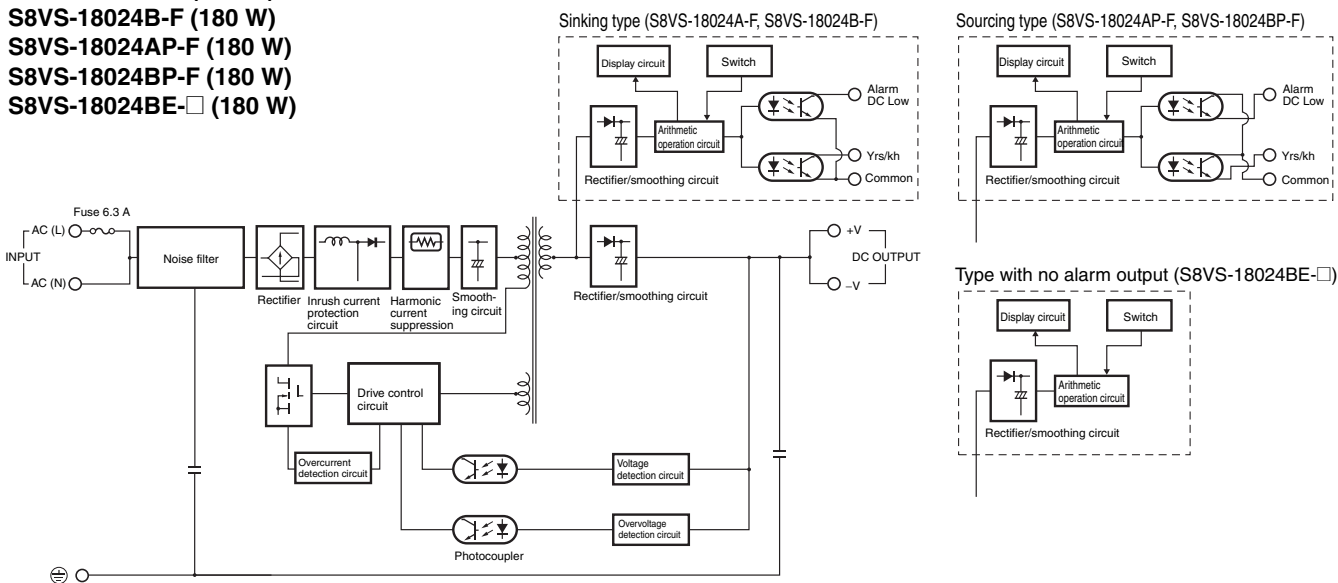 S8VS-18024B-F (180 W)
S8VS-18024AP-F (180 W)
S8VS-18024BP-F (180 W)
S8VS-18024BE-□ (180 W)
Sinking type (S8VS-18024A-F, S8VS-18024B-F)
Display circuit
Switch
Alarm
DC Low
Arithmetic
operation circuit
Yrs/kh
Common
Rectifier/smoothing circuit
Sourcing type (S8VS-18024AP-F, S8VS-18024BP-F)
Display circuit
Switch
Alarm
DC Low
Arithmetic
operation circuit
Yrs/kh
Common
Rectifier/smoothing circuit
Fuse 6.3 A
AC (L)
INPUT
AC (N)
Noise filter
Rectifier
Inrush current
protection
circuit
Harmonic
current
suppression
Smooth-
ing circuit
Rectifier/smoothing circuit
+V
DC OUTPUT
–V
Type with no alarm output (S8VS-18024BE-□)
Display circuit
Switch
Arithmetic
operation circuit
Rectifier/smoothing circuit
Drive control
circuit
Overcurrent
detection circuit
Voltage
detection circuit
Overvoltage
detection circuit
Photocoupler